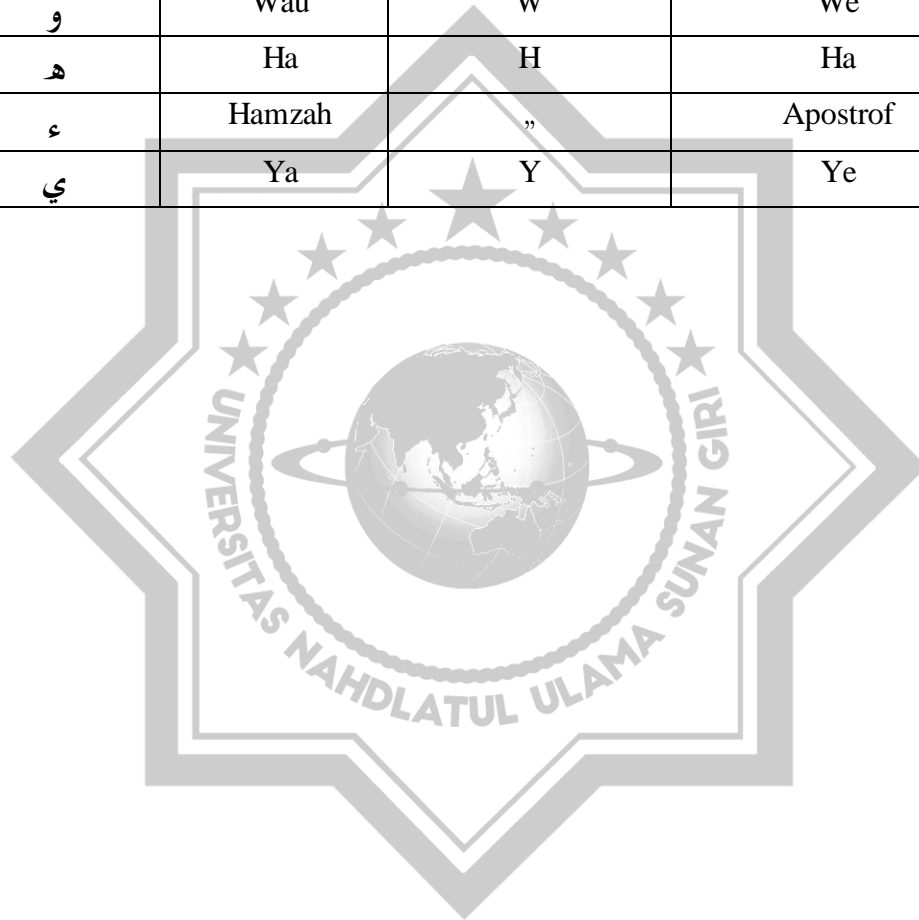 و Wau W We
ه Ha H Ha
ء Hamzah „ Apostrof
ي Ya Y Ye
UNIVERSITAS NAHDLATUL ULAMA SUNAN GIRI